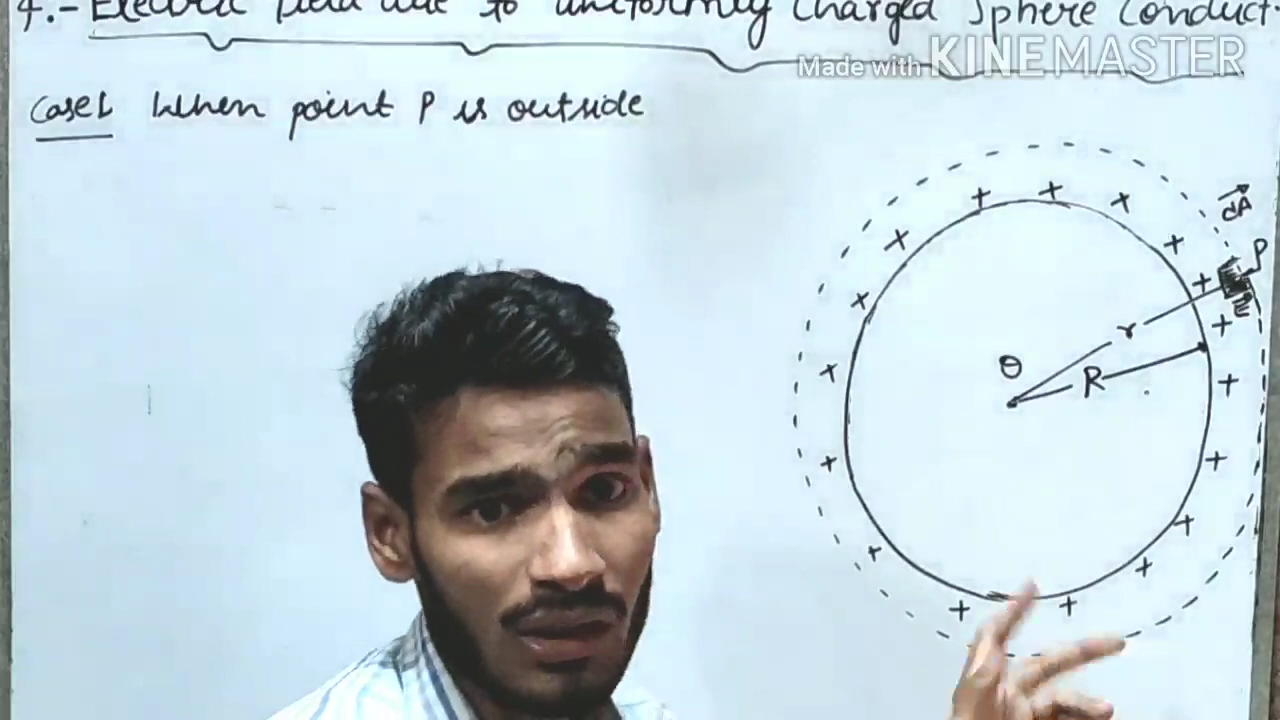 4.- Electric field due to uniformly charged sphere conduct
Made with KINEMASTER
Case1 When point P is outside
+ + + + + + + + + + + + + + + + + +
dA
P
E
r
R
O